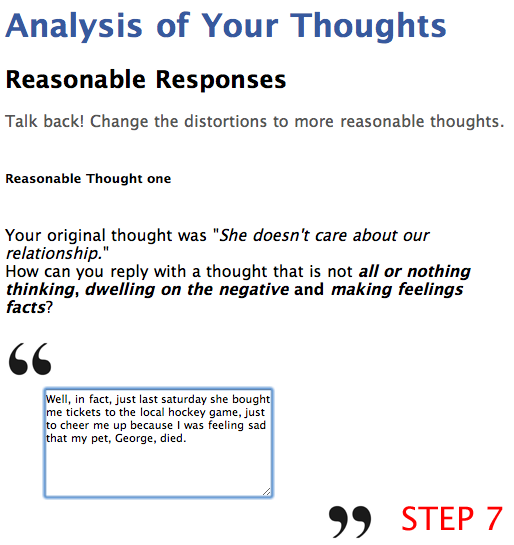 Analysis of Your Thoughts
Reasonable Responses
Talk back! Change the distortions to more reasonable thoughts.
Reasonable Thought one
Your original thought was "She doesn't care about our
relationship."
How can you reply with a thought that is not all or nothing
thinking, dwelling on the negative and making feelings
facts?
“
Well, in fact, just last saturday she bought
me tickets to the local hockey game, just
to cheer me up because I was feeling sad
that my pet, George, died.
” STEP 7